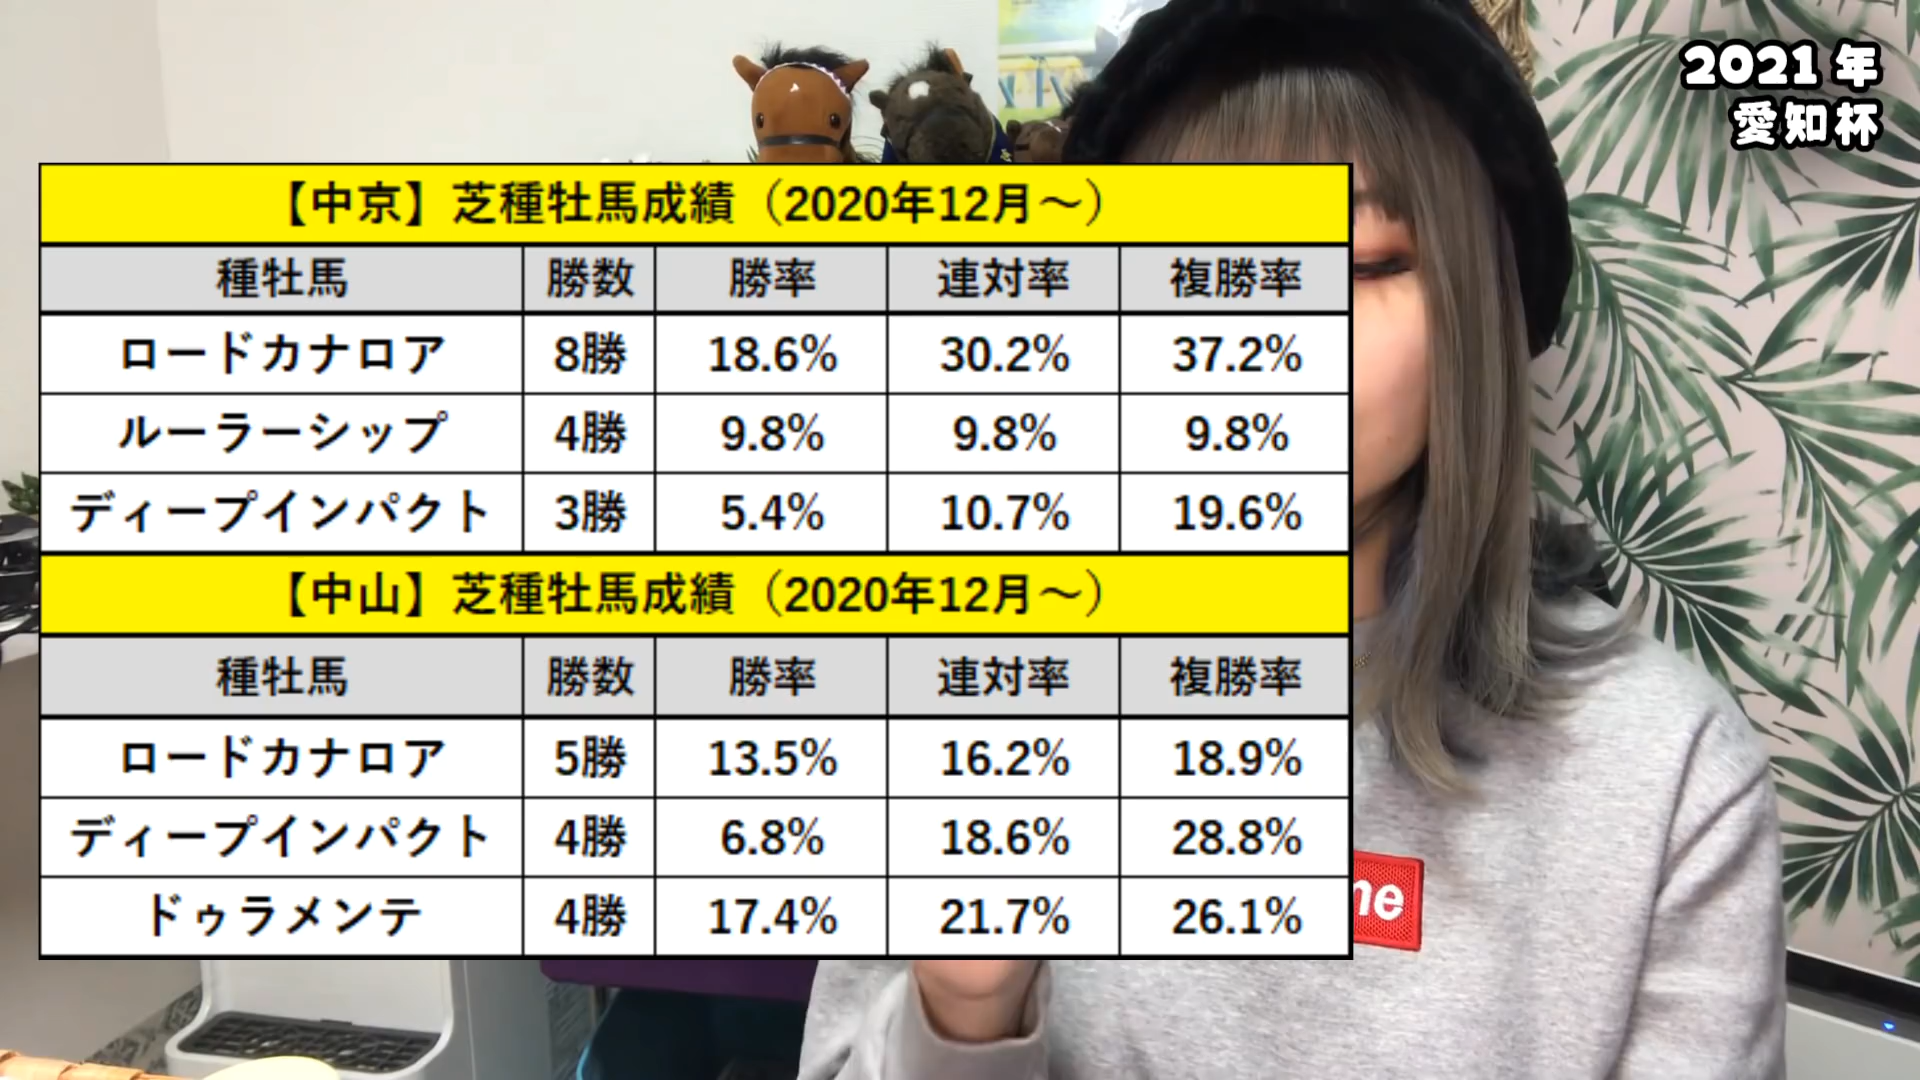 2021年
愛知杯
【中京】芝種牡馬成績（2020年12月～）
種牡馬 勝数 勝率 連対率 複勝率
ロードカナロア 8勝 18.6% 30.2% 37.2%
ルーラーシップ 4勝 9.8% 9.8% 9.8%
ディープインパクト 3勝 5.4% 10.7% 19.6%
【中山】芝種牡馬成績（2020年12月～）
種牡馬 勝数 勝率 連対率 複勝率
ロードカナロア 5勝 13.5% 16.2% 18.9%
ディープインパクト 4勝 6.8% 18.6% 28.8%
ドゥラメンテ 4勝 17.4% 21.7% 26.1%
me